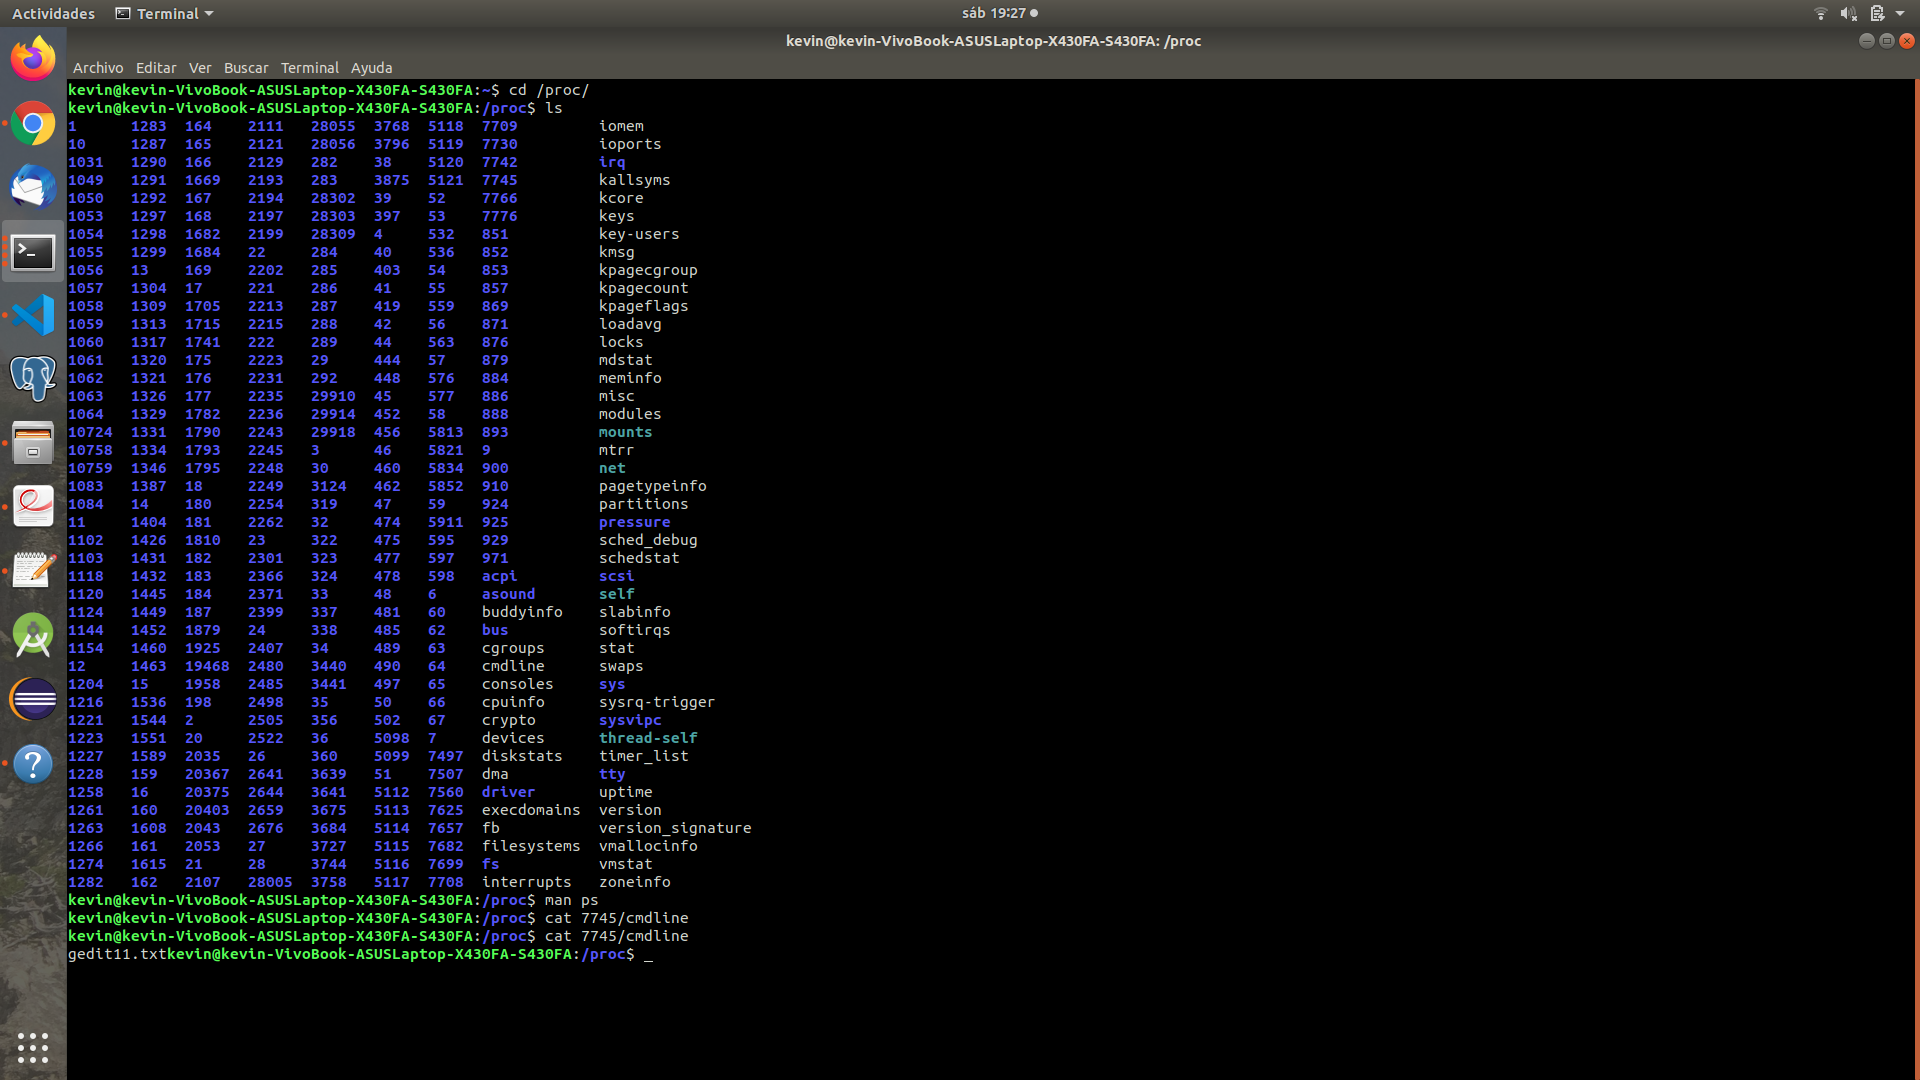 Actividades Terminal sáb 19:27
kevin@kevin-VivoBook-ASUSLaptop-X430FA-S430FA: /proc
Archivo Editar Ver Buscar Terminal Ayuda
kevin@kevin-VivoBook-ASUSLaptop-X430FA-S430FA:~$ cd /proc/
kevin@kevin-VivoBook-ASUSLaptop-X430FA-S430FA:/proc$ ls
1 1283 164 2111 28055 3768 5118 7709 iomem
10 1287 165 2121 28056 3796 5119 7730 ioports
1031 1290 166 2129 282 38 5120 7742 irq
1049 1291 1669 2193 283 3875 5121 7745 kallsyms
1050 1292 167 2194 28302 39 52 7766 kcore
1053 1297 168 2197 28303 397 53 7776 keys
1054 1298 1682 2199 28309 4 532 851 key-users
1055 1299 1684 22 284 40 536 852 kmsg
1056 13 169 2202 285 403 54 853 kpagecgroup
1057 1304 17 221 286 41 55 857 kpagecount
1058 1309 1705 2213 287 419 559 869 kpageflags
1059 1313 1715 2215 288 42 56 871 loadavg
1060 1317 1741 222 289 44 563 876 locks
1061 1320 175 2223 29 444 57 879 mdstat
1062 1321 176 2231 292 448 576 884 meminfo
1063 1326 177 2235 29910 45 577 886 misc
1064 1329 1782 2236 29914 452 58 888 modules
10724 1331 1790 2243 29918 456 5813 893 mounts
10758 1334 1793 2245 3 46 5821 9 mtrr
10759 1346 1795 2248 30 460 5834 900 net
1083 1387 18 2249 3124 462 5852 910 pagetypeinfo
1084 14 180 2254 319 47 59 924 partitions
11 1404 181 2262 32 474 5911 925 pressure
1102 1426 1810 23 322 475 595 929 sched_debug
1103 1431 182 2301 323 477 597 971 schedstat
1118 1432 183 2366 324 478 598 acpi scsi
1120 1445 184 2371 33 48 6 asound self
1124 1449 187 2399 337 481 60 buddyinfo slabinfo
1144 1452 1879 24 338 485 62 bus softirqs
1154 1460 1925 2407 34 489 63 cgroups stat
12 1463 19468 2480 3440 490 64 cmdline swaps
1204 15 1958 2485 3441 497 65 consoles sys
1216 1536 198 2498 35 50 66 cpuinfo sysrq-trigger
1221 1544 2 2505 356 502 67 crypto sysvipc
1223 1551 20 2522 36 5098 7 devices thread-self
1227 1589 2035 26 360 5099 7497 diskstats timer_list
1228 159 20367 2641 3639 51 7507 dma tty
1258 16 20375 2644 3641 5112 7560 driver uptime
1261 160 20403 2659 3675 5113 7625 execdomains version
1263 1608 2043 2676 3684 5114 7657 fb version_signature
1266 161 2053 27 3727 5115 7682 filesystems vmallocinfo
1274 1615 21 28 3744 5116 7699 fs vmstat
1282 162 2107 28005 3758 5117 7708 interrupts zoneinfo
kevin@kevin-VivoBook-ASUSLaptop-X430FA-S430FA:/proc$ man ps
kevin@kevin-VivoBook-ASUSLaptop-X430FA-S430FA:/proc$ cat 7745/cmdline
kevin@kevin-VivoBook-ASUSLaptop-X430FA-S430FA:/proc$ cat 7745/cmdline
gedit11.txtkevin@kevin-VivoBook-ASUSLaptop-X430FA-S430FA:/proc$ _